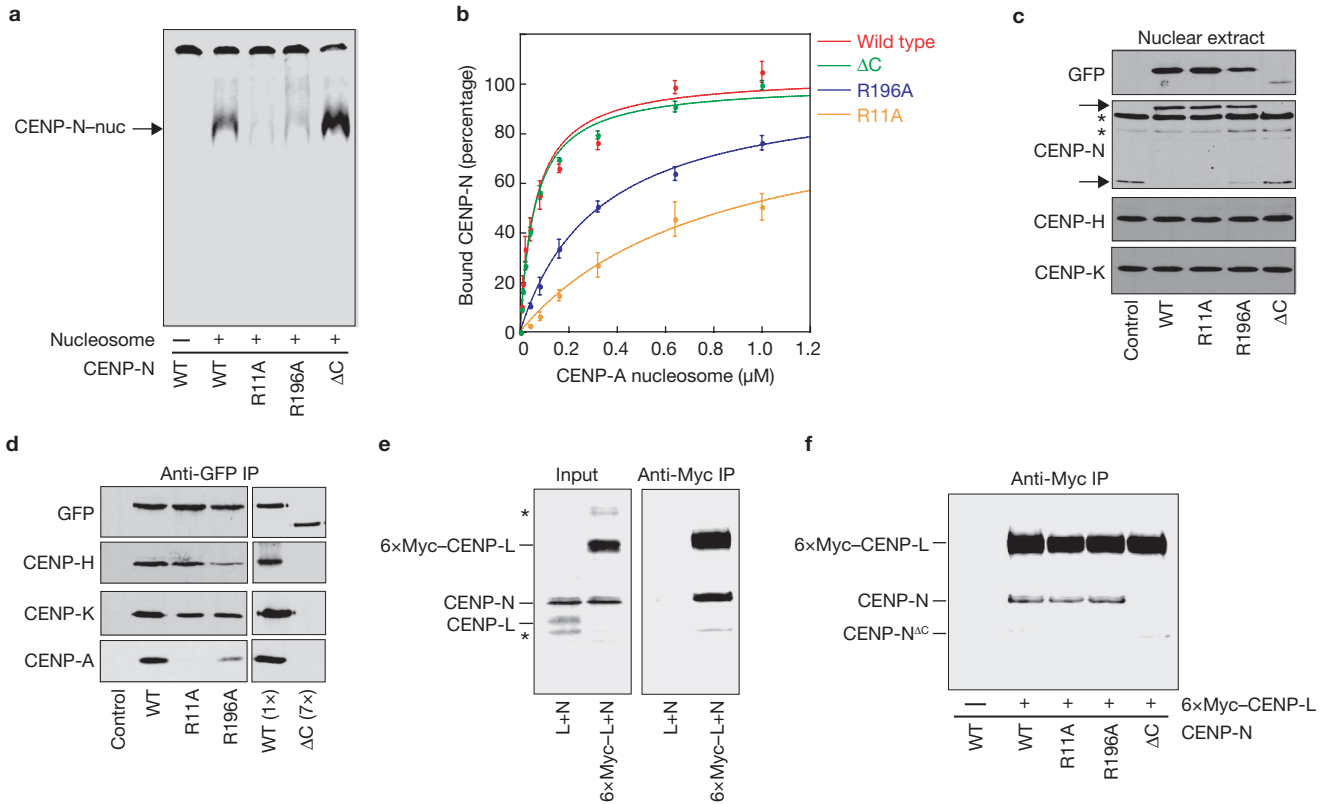 a
CENP-N–nuc
Nucleosome – + + + +
CENP-N WT WT R11A R196A ΔC
b
Bound CENP-N (percentage)
100
80
60
40
20
0
0 0.2 0.4 0.6 0.8 1.0 1.2
CENP-A nucleosome (μM)
Wild type
ΔC
R196A
R11A
c
Nuclear extract
GFP
*
*
CENP-N
CENP-H
CENP-K
Control WT R11A R196A ΔC
d
Anti-GFP IP
GFP
CENP-H
CENP-K
CENP-A
Control WT R11A R196A WT (1×) ΔC (7×)
e
Input Anti-Myc IP
*
6×Myc–CENP-L
CENP-N
CENP-L
*
L+N 6×Myc–L+N L+N 6×Myc–L+N
f
Anti-Myc IP
6×Myc–CENP-L
CENP-N
CENP-N^ΔC
– + + + + 6×Myc–CENP-L
WT WT R11A R196A ΔC CENP-N